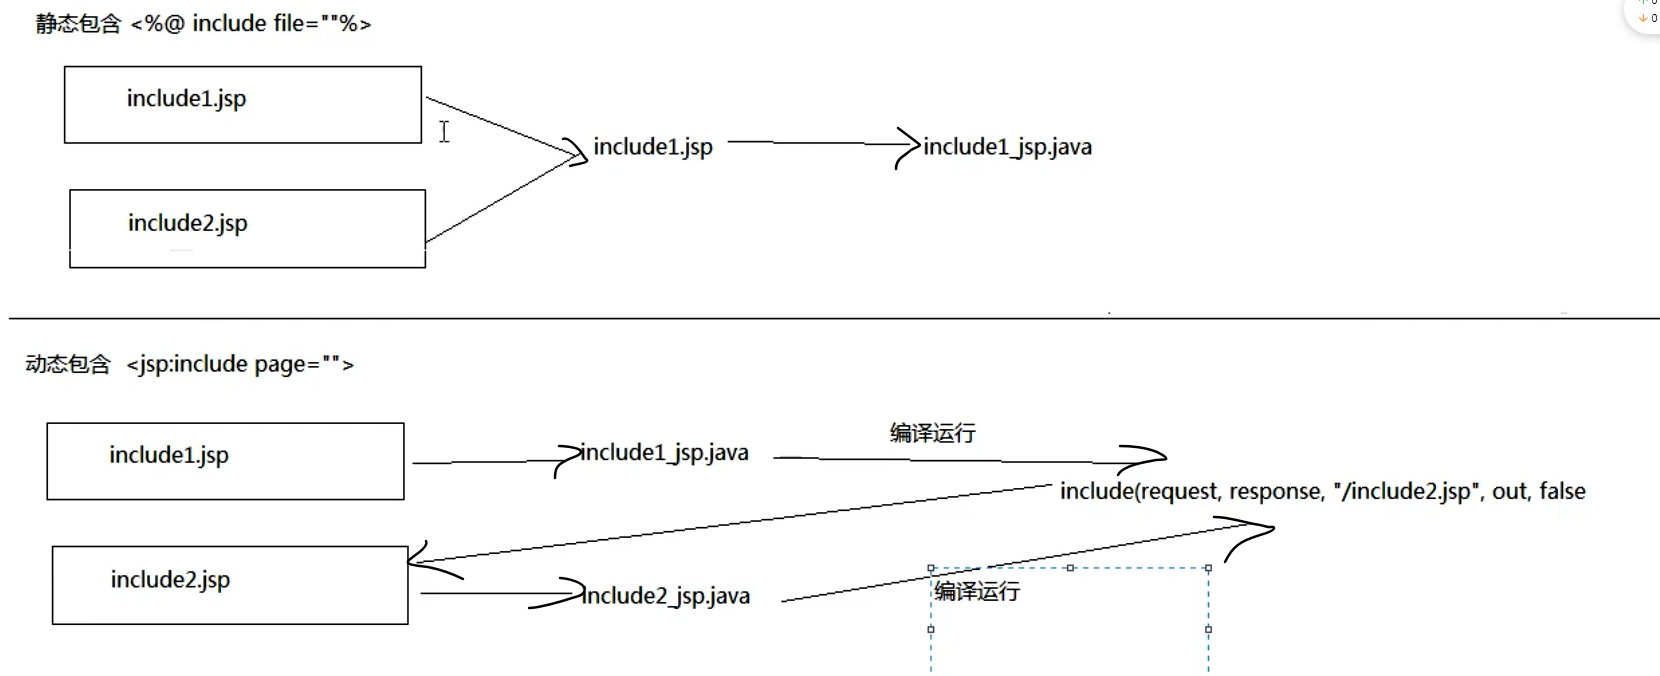 静态包含 <%@ include file=""%>
include1.jsp
include2.jsp
include1.jsp
include1_jsp.java
动态包含 <jsp:include page="">
include1.jsp
include1_jsp.java
编译运行
include(request, response, "/include2.jsp", out, false
include2.jsp
include2_jsp.java
编译运行
0
0